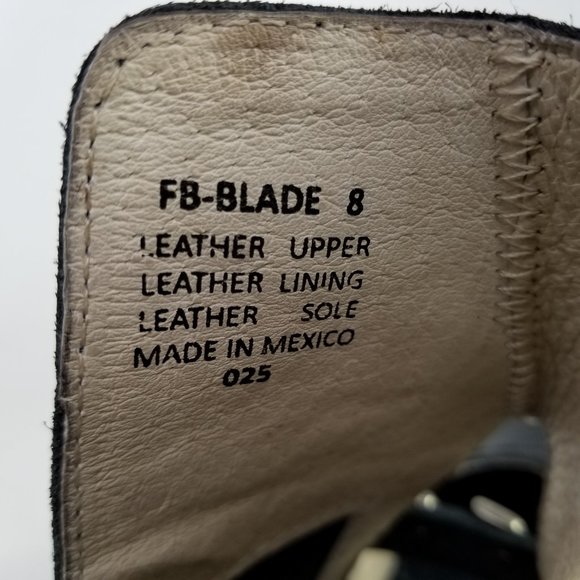 FB-BLADE 8
LEATHER UPPER
LEATHER LINING
LEATHER SOLE
MADE IN MEXICO
025